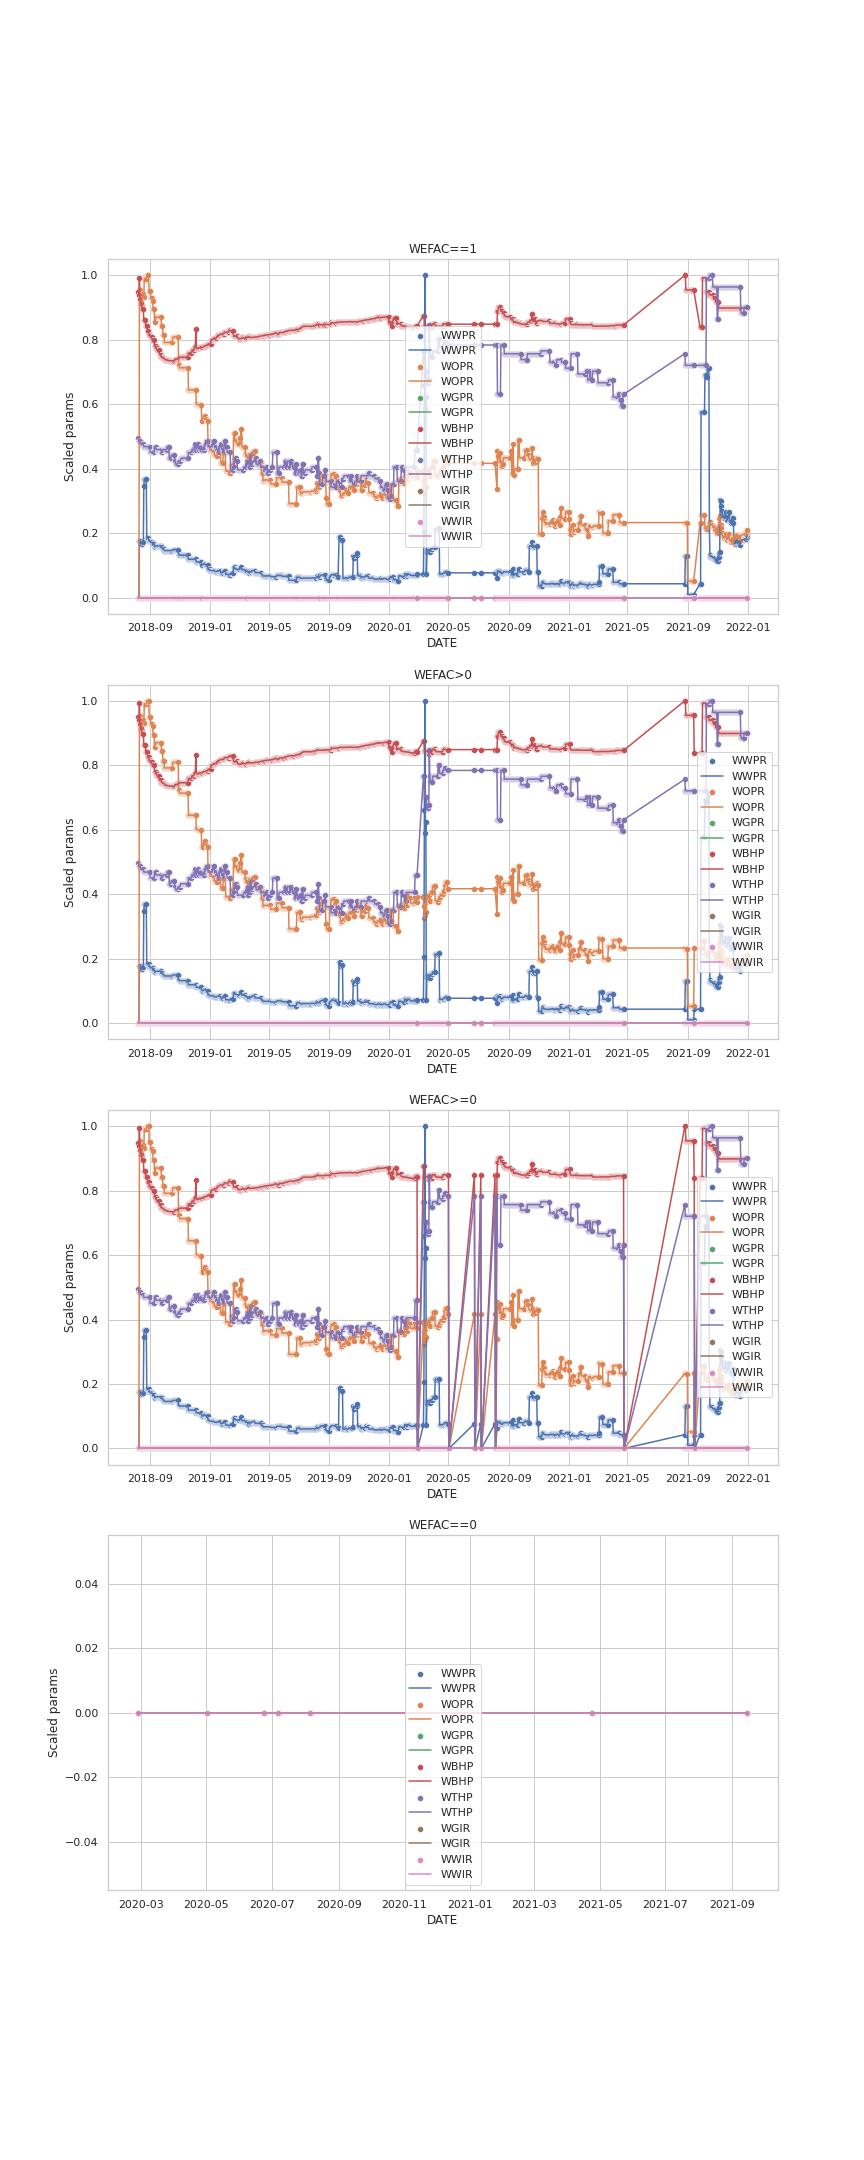 WEFAC==1
1.0
0.8
0.6
0.4
0.2
0.0
Scaled params
WWPR
WWPR
WOPR
WOPR
WGPR
WGPR
WBHP
WBHP
WTHP
WTHP
WGIR
WGIR
WWIR
WWIR
2018-09 2019-01 2019-05 2019-09 2020-01 2020-05 2020-09 2021-01 2021-05 2021-09 2022-01
DATE
WEFAC>0
1.0
0.8
0.6
0.4
0.2
0.0
Scaled params
WWPR
WWPR
WOPR
WOPR
WGPR
WGPR
WBHP
WBHP
WTHP
WTHP
WGIR
WGIR
WWIR
WWIR
2018-09 2019-01 2019-05 2019-09 2020-01 2020-05 2020-09 2021-01 2021-05 2021-09 2022-01
DATE
WEFAC>=0
1.0
0.8
0.6
0.4
0.2
0.0
Scaled params
WWPR
WWPR
WOPR
WOPR
WGPR
WGPR
WBHP
WBHP
WTHP
WTHP
WGIR
WGIR
WWIR
WWIR
2018-09 2019-01 2019-05 2019-09 2020-01 2020-05 2020-09 2021-01 2021-05 2021-09 2022-01
DATE
WEFAC==0
0.04
0.02
0.00
−0.02
−0.04
Scaled params
WWPR
WWPR
WOPR
WOPR
WGPR
WGPR
WBHP
WBHP
WTHP
WTHP
WGIR
WGIR
WWIR
WWIR
2020-03 2020-05 2020-07 2020-09 2020-11 2021-01 2021-03 2021-05 2021-07 2021-09
DATE